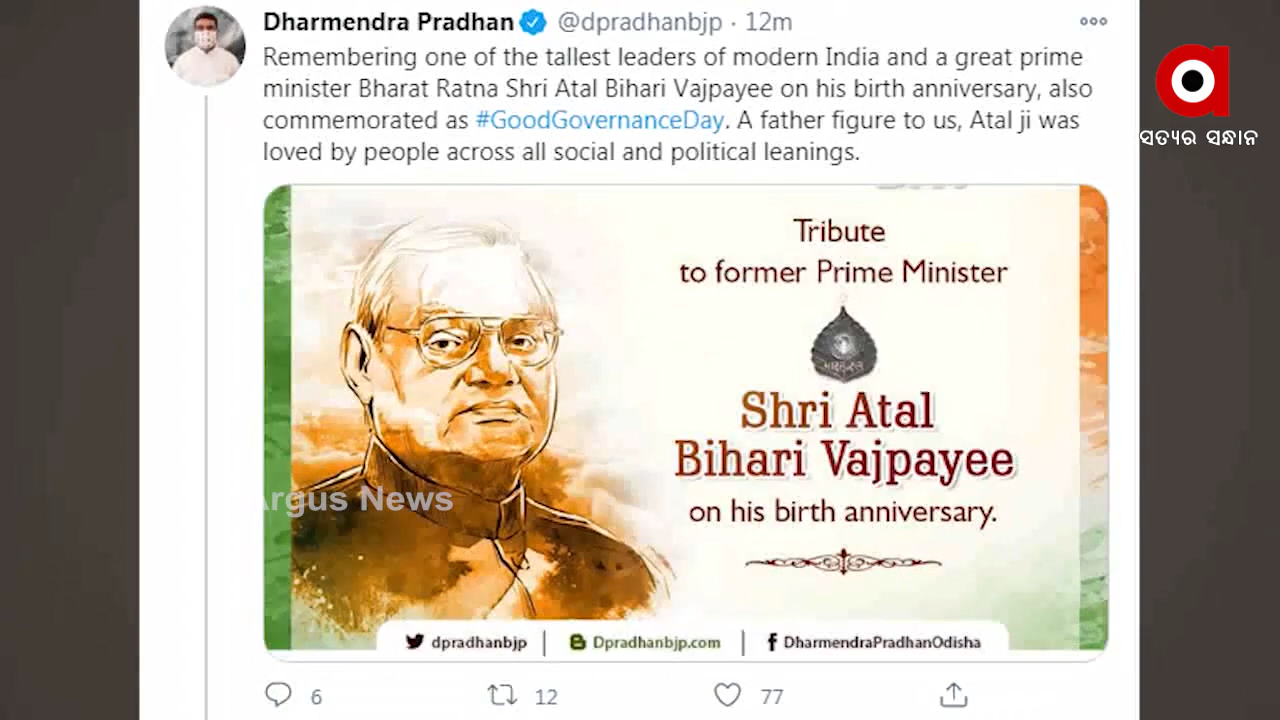 Dharmendra Pradhan @dpradhanbjp · 12m
Remembering one of the tallest leaders of modern India and a great prime
minister Bharat Ratna Shri Atal Bihari Vajpayee on his birth anniversary, also
commemorated as #GoodGovernanceDay. A father figure to us, Atal ji was
loved by people across all social and political leanings.
ସତ୍ୟର ସନ୍ଧାନ
Tribute
to former Prime Minister
Shri Atal
Bihari Vajpayee
on his birth anniversary.
Argus News
dpradhanbjp | Dpradhanbjp.com | DharmendraPradhanOdisha
6 12 77